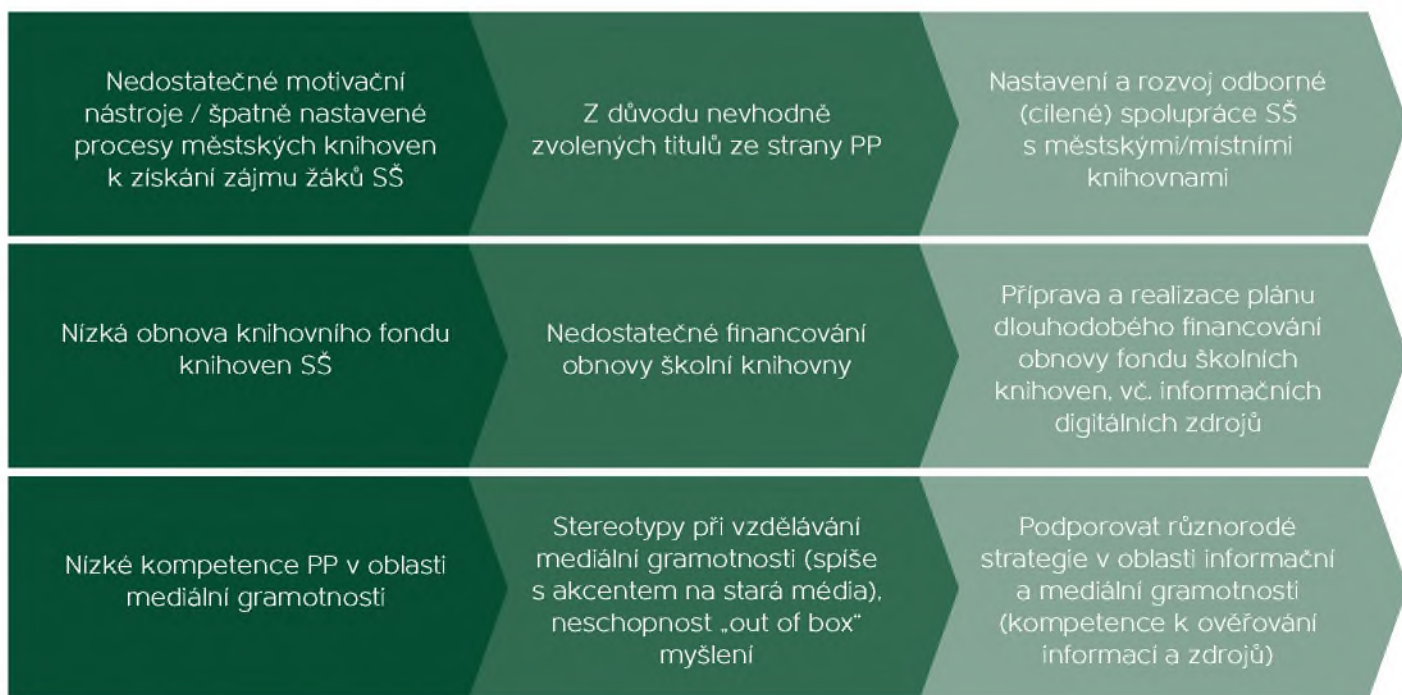 Nedostatečné motivační
nástroje / špatně nastavené
procesy městských knihoven
k získání zájmu žáků SŠ
Z důvodu nevhodně
zvolených titulů ze strany PP
Nastavení a rozvoj odborné
(cílené) spolupráce SŠ
s městskými/místními
knihovnami
Nízká obnova knihovního fondu
knihoven SŠ
Nedostatečné financování
obnovy školní knihovny
Příprava a realizace plánu
dlouhodobého financování
obnovy fondu školních
knihoven, vč. informačních
digitálních zdrojů
Nízké kompetence PP v oblasti
mediální gramotnosti
Stereotypy při vzdělávání
mediální gramotnosti (spíše
s akcentem na stará média),
neschopnost „out of box“
myšlení
Podporovat různorodé
strategie v oblasti informační
a mediální gramotnosti
(kompetence k ověřování
informací a zdrojů)